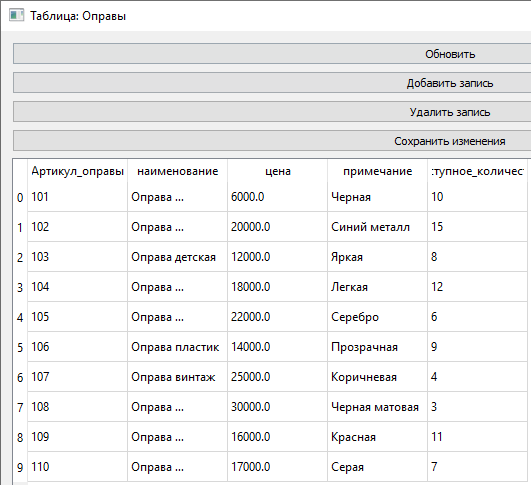 Таблица: Оправы
Обновить
Добавить запись
Удалить запись
Сохранить изменения
Артикул_оправы наименование цена примечание тупное_количест
0 101 Оправа ... 6000.0 Черная 10
1 102 Оправа ... 20000.0 Синий металл 15
2 103 Оправа детская 12000.0 Яркая 8
3 104 Оправа ... 18000.0 Легкая 12
4 105 Оправа ... 22000.0 Серебро 6
5 106 Оправа пластик 14000.0 Прозрачная 9
6 107 Оправа винтаж 25000.0 Коричневая 4
7 108 Оправа ... 30000.0 Черная матовая 3
8 109 Оправа ... 16000.0 Красная 11
9 110 Оправа ... 17000.0 Серая 7